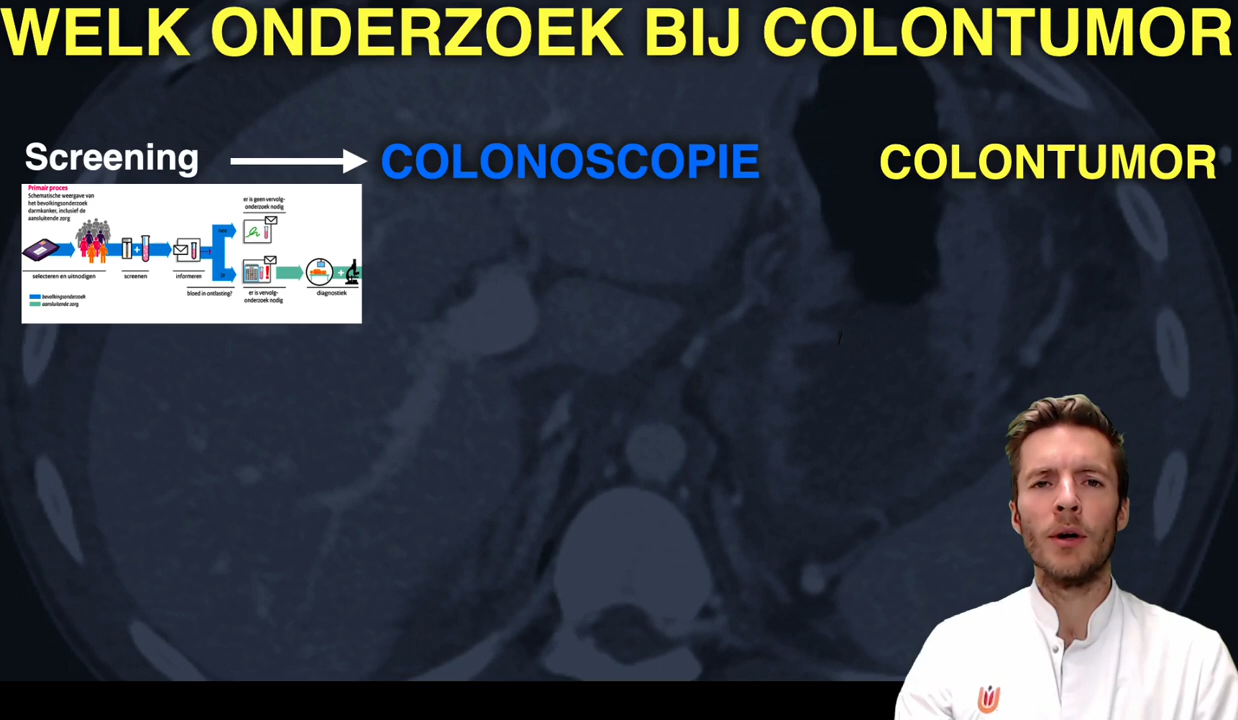 WELK ONDERZOEK BIJ COLONTUMOR
Screening
COLONOSCOPIE
COLONTUMOR
Primair proces
Schematische weergave van
het bevolkingsonderzoek
darmkanker, inclusief de
aansluitende zorg
er is geen vervolg-
onderzoek nodig
nee
selecteren en uitnodigen
screenen
informeren
ja
bloed in ontlasting?
er is vervolg-
onderzoek nodig
diagnostiek
bevolkingsonderzoek
aansluitende zorg